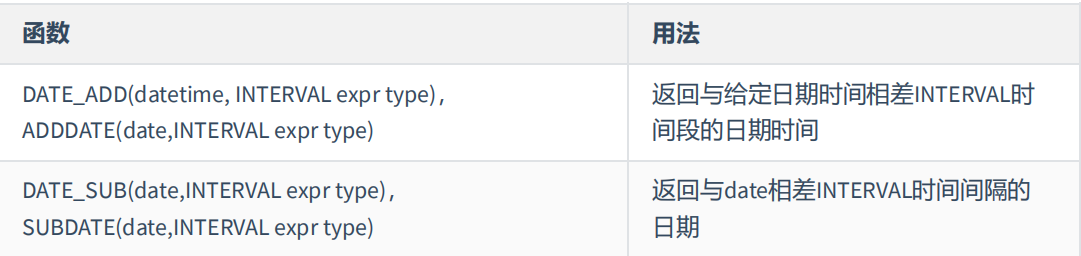 函数
用法
DATE_ADD(datetime, INTERVAL expr type),
ADDDATE(date,INTERVAL expr type)
返回与给定日期时间相差INTERVAL时
间段的日期时间
DATE_SUB(date,INTERVAL expr type),
SUBDATE(date,INTERVAL expr type)
返回与date相差INTERVAL时间间隔的
日期